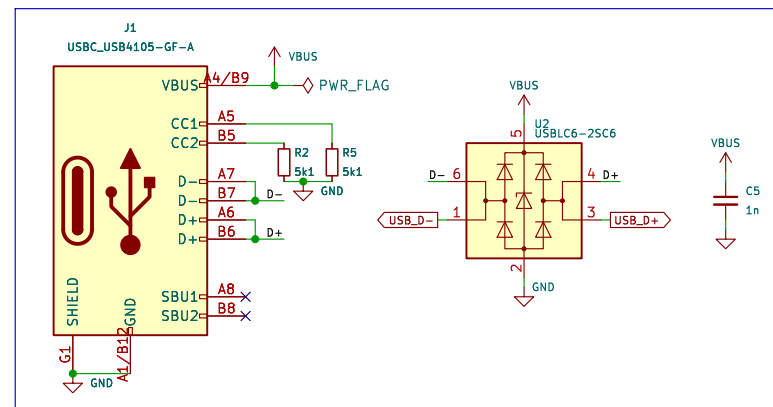 J1
USBC_USB4105-GF-A
VBUS
A4/B9
VBUS
PWR_FLAG
CC1
A5
CC2
B5
R2
5k1
R5
5k1
GND
D-
A7
D-
B7
D-
D+
A6
D+
B6
D+
SBU1
A8
SBU2
B8
SHIELD
GND
G1
A1/B12
GND
VBUS
U2
USBLC6-2SC6
5
D-
6
4
D+
USB_D-
1
3
USB_D+
2
GND
VBUS
C5
1n